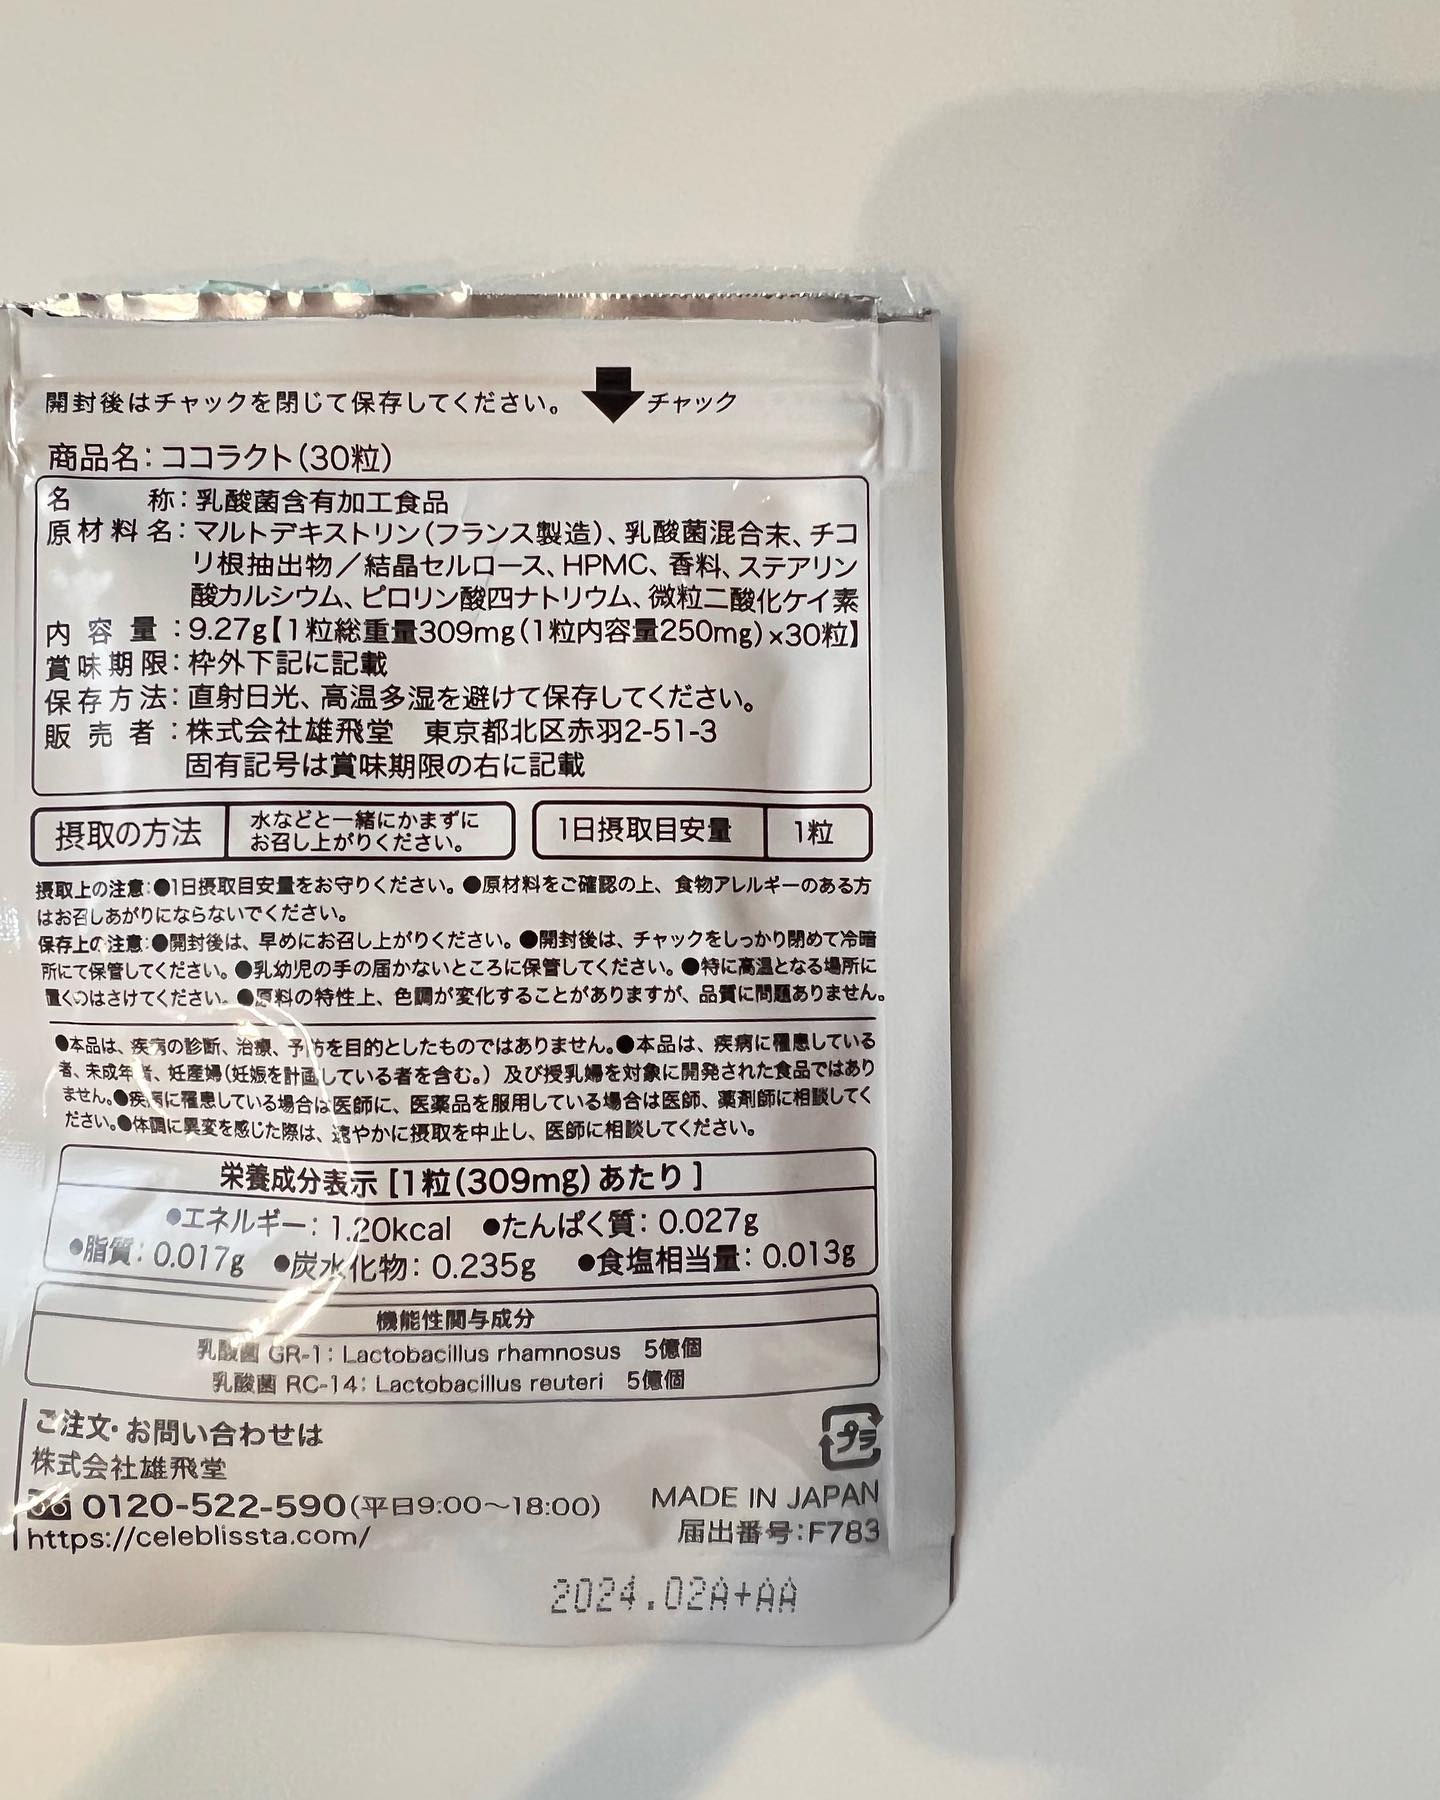 開封後はチャックを閉じて保存してください。 チャック
商品名：ココラクト（30粒）
名称：乳酸菌含有加工食品
原材料名：マルトデキストリン（フランス製造）、乳酸菌混合末、チコ
リ根抽出物／結晶セルロース、HPMC、香料、ステアリン
酸カルシウム、ピロリン酸四ナトリウム、微粒二酸化ケイ素
内容量：9.27g【1粒総重量309mg（1粒内容量250mg）×30粒】
賞味期限：枠外下記に記載
保存方法：直射日光、高温多湿を避けて保存してください。
販売者：株式会社雄飛堂 東京都北区赤羽2-51-3
固有記号は賞味期限の右に記載
摂取の方法 水などと一緒にかまずに
お召し上がりください。
1日摂取目安量 1粒
摂取上の注意：●1日摂取目安量をお守りください。●原材料をご確認の上、食物アレルギーのある方
はお召しあがりにならないでください。
保存上の注意：●開封後は、早めにお召し上がりください。●開封後は、チャックをしっかり閉めて冷暗
所にて保管してください。●乳幼児の手の届かないところに保管してください。●特に高温となる場所に
置くのはさけてください。●原料の特性上、色調が変化することがありますが、品質に問題ありません。
●本品は、疾病の診断、治療、予防を目的としたものではありません。●本品は、疾病に罹患している
者、未成年者、妊産婦（妊娠を計画している者を含む。）及び授乳婦を対象に開発された食品ではあり
ません。●疾病に罹患している場合は医師に、医薬品を服用している場合は医師、薬剤師に相談してく
ださい。●体調に異変を感じた際は、速やかに摂取を中止し、医師に相談してください。
栄養成分表示［1粒（309mg）あたり］
●エネルギー：1.20kcal ●たんぱく質：0.027g
●脂質：0.017g ●炭水化物：0.235g ●食塩相当量：0.013g
機能性関与成分
乳酸菌 GR-1：Lactobacillus rhamnosus 5億個
乳酸菌 RC-14：Lactobacillus reuteri 5億個
ご注文・お問い合わせは
株式会社雄飛堂
0120-522-590（平日9:00～18:00）
https://celeblissta.com/
プラ
MADE IN JAPAN
届出番号：F783
2024.02A+AA